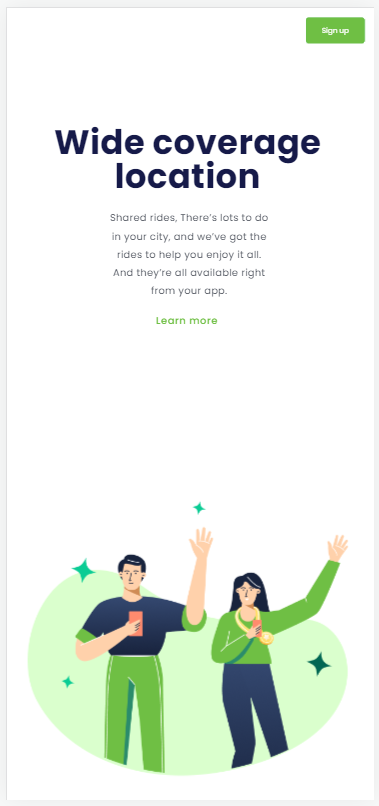 Sign up
Wide coverage
location
Shared rides, There's lots to do
in your city, and we've got the
rides to help you enjoy it all.
And they're all available right
from your app.
Learn more